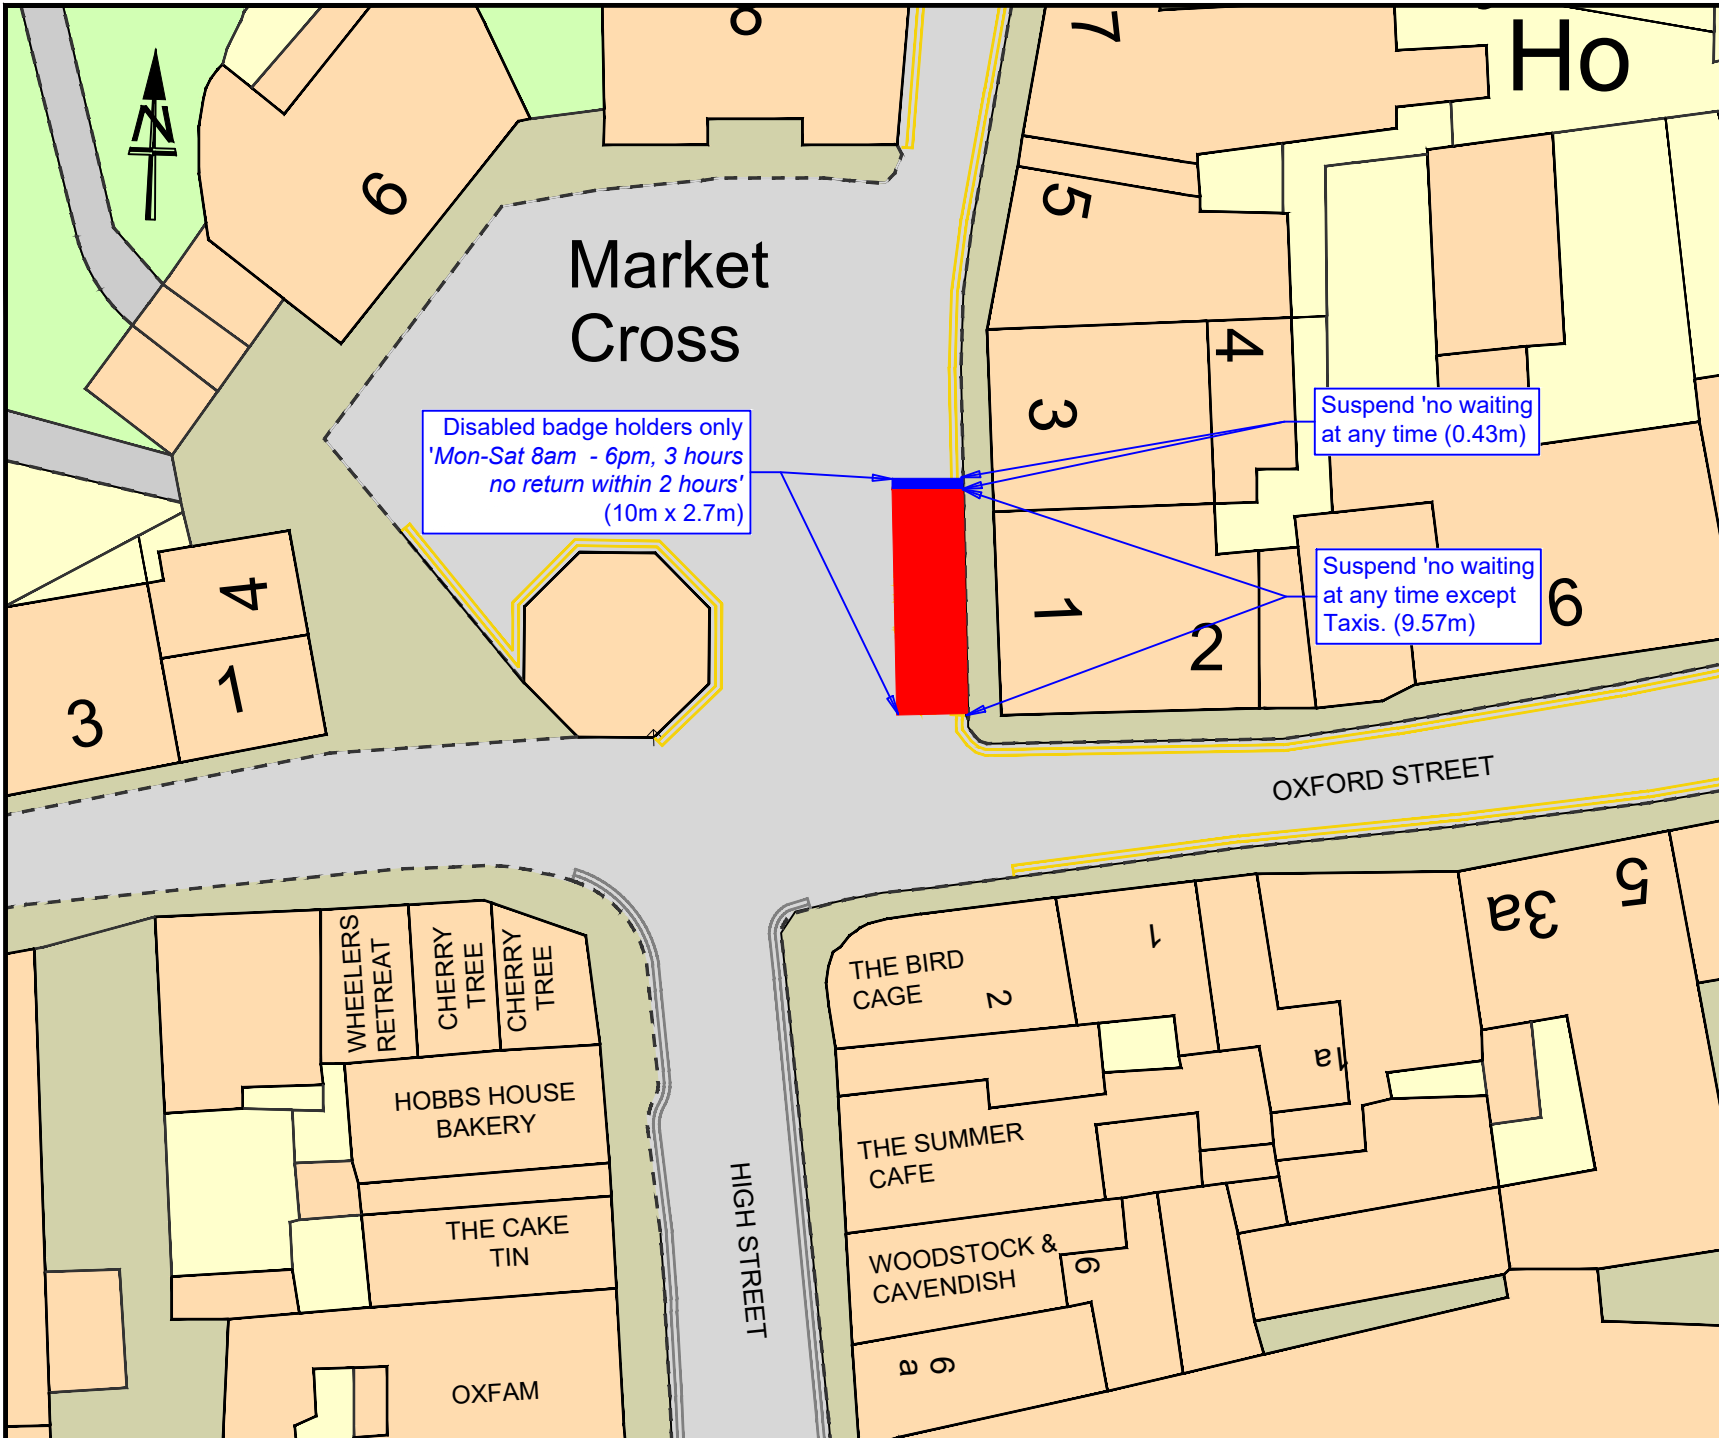 8
7
Ho
N
9
5
Market
Cross
4
3
Disabled badge holders only
'Mon-Sat 8am - 6pm, 3 hours
no return within 2 hours'
(10m x 2.7m)
Suspend 'no waiting
at any time (0.43m)
Suspend 'no waiting
at any time except
Taxis. (9.57m)
4
1
2
9
3
1
OXFORD STREET
5
3a
WHEELERS
RETREAT
CHERRY
TREE
CHERRY
TREE
THE BIRD
CAGE
2
1
1a
HOBBS HOUSE
BAKERY
THE SUMMER
CAFE
HIGH STREET
THE CAKE
TIN
WOODSTOCK &
CAVENDISH
6
6
a
OXFAM